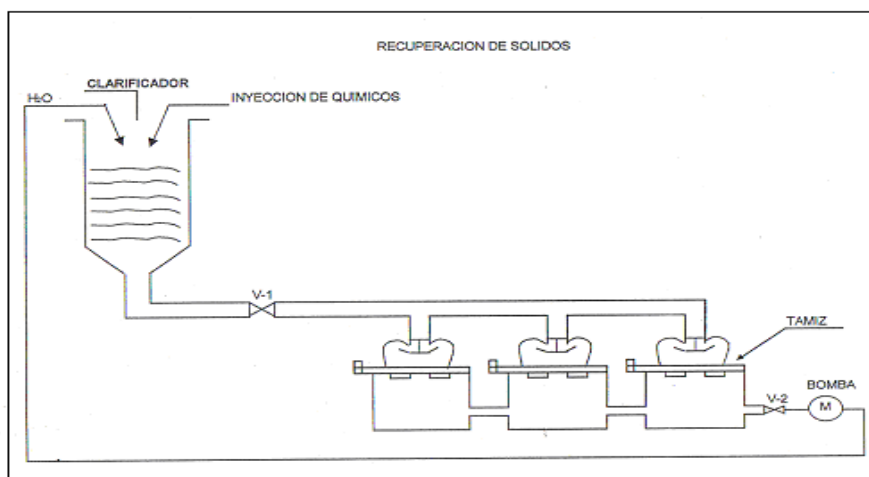 RECUPERACION DE SOLIDOS
CLARIFICADOR
H2O
INYECCION DE QUIMICOS
V-1
TAMIZ
BOMBA
V-2
M